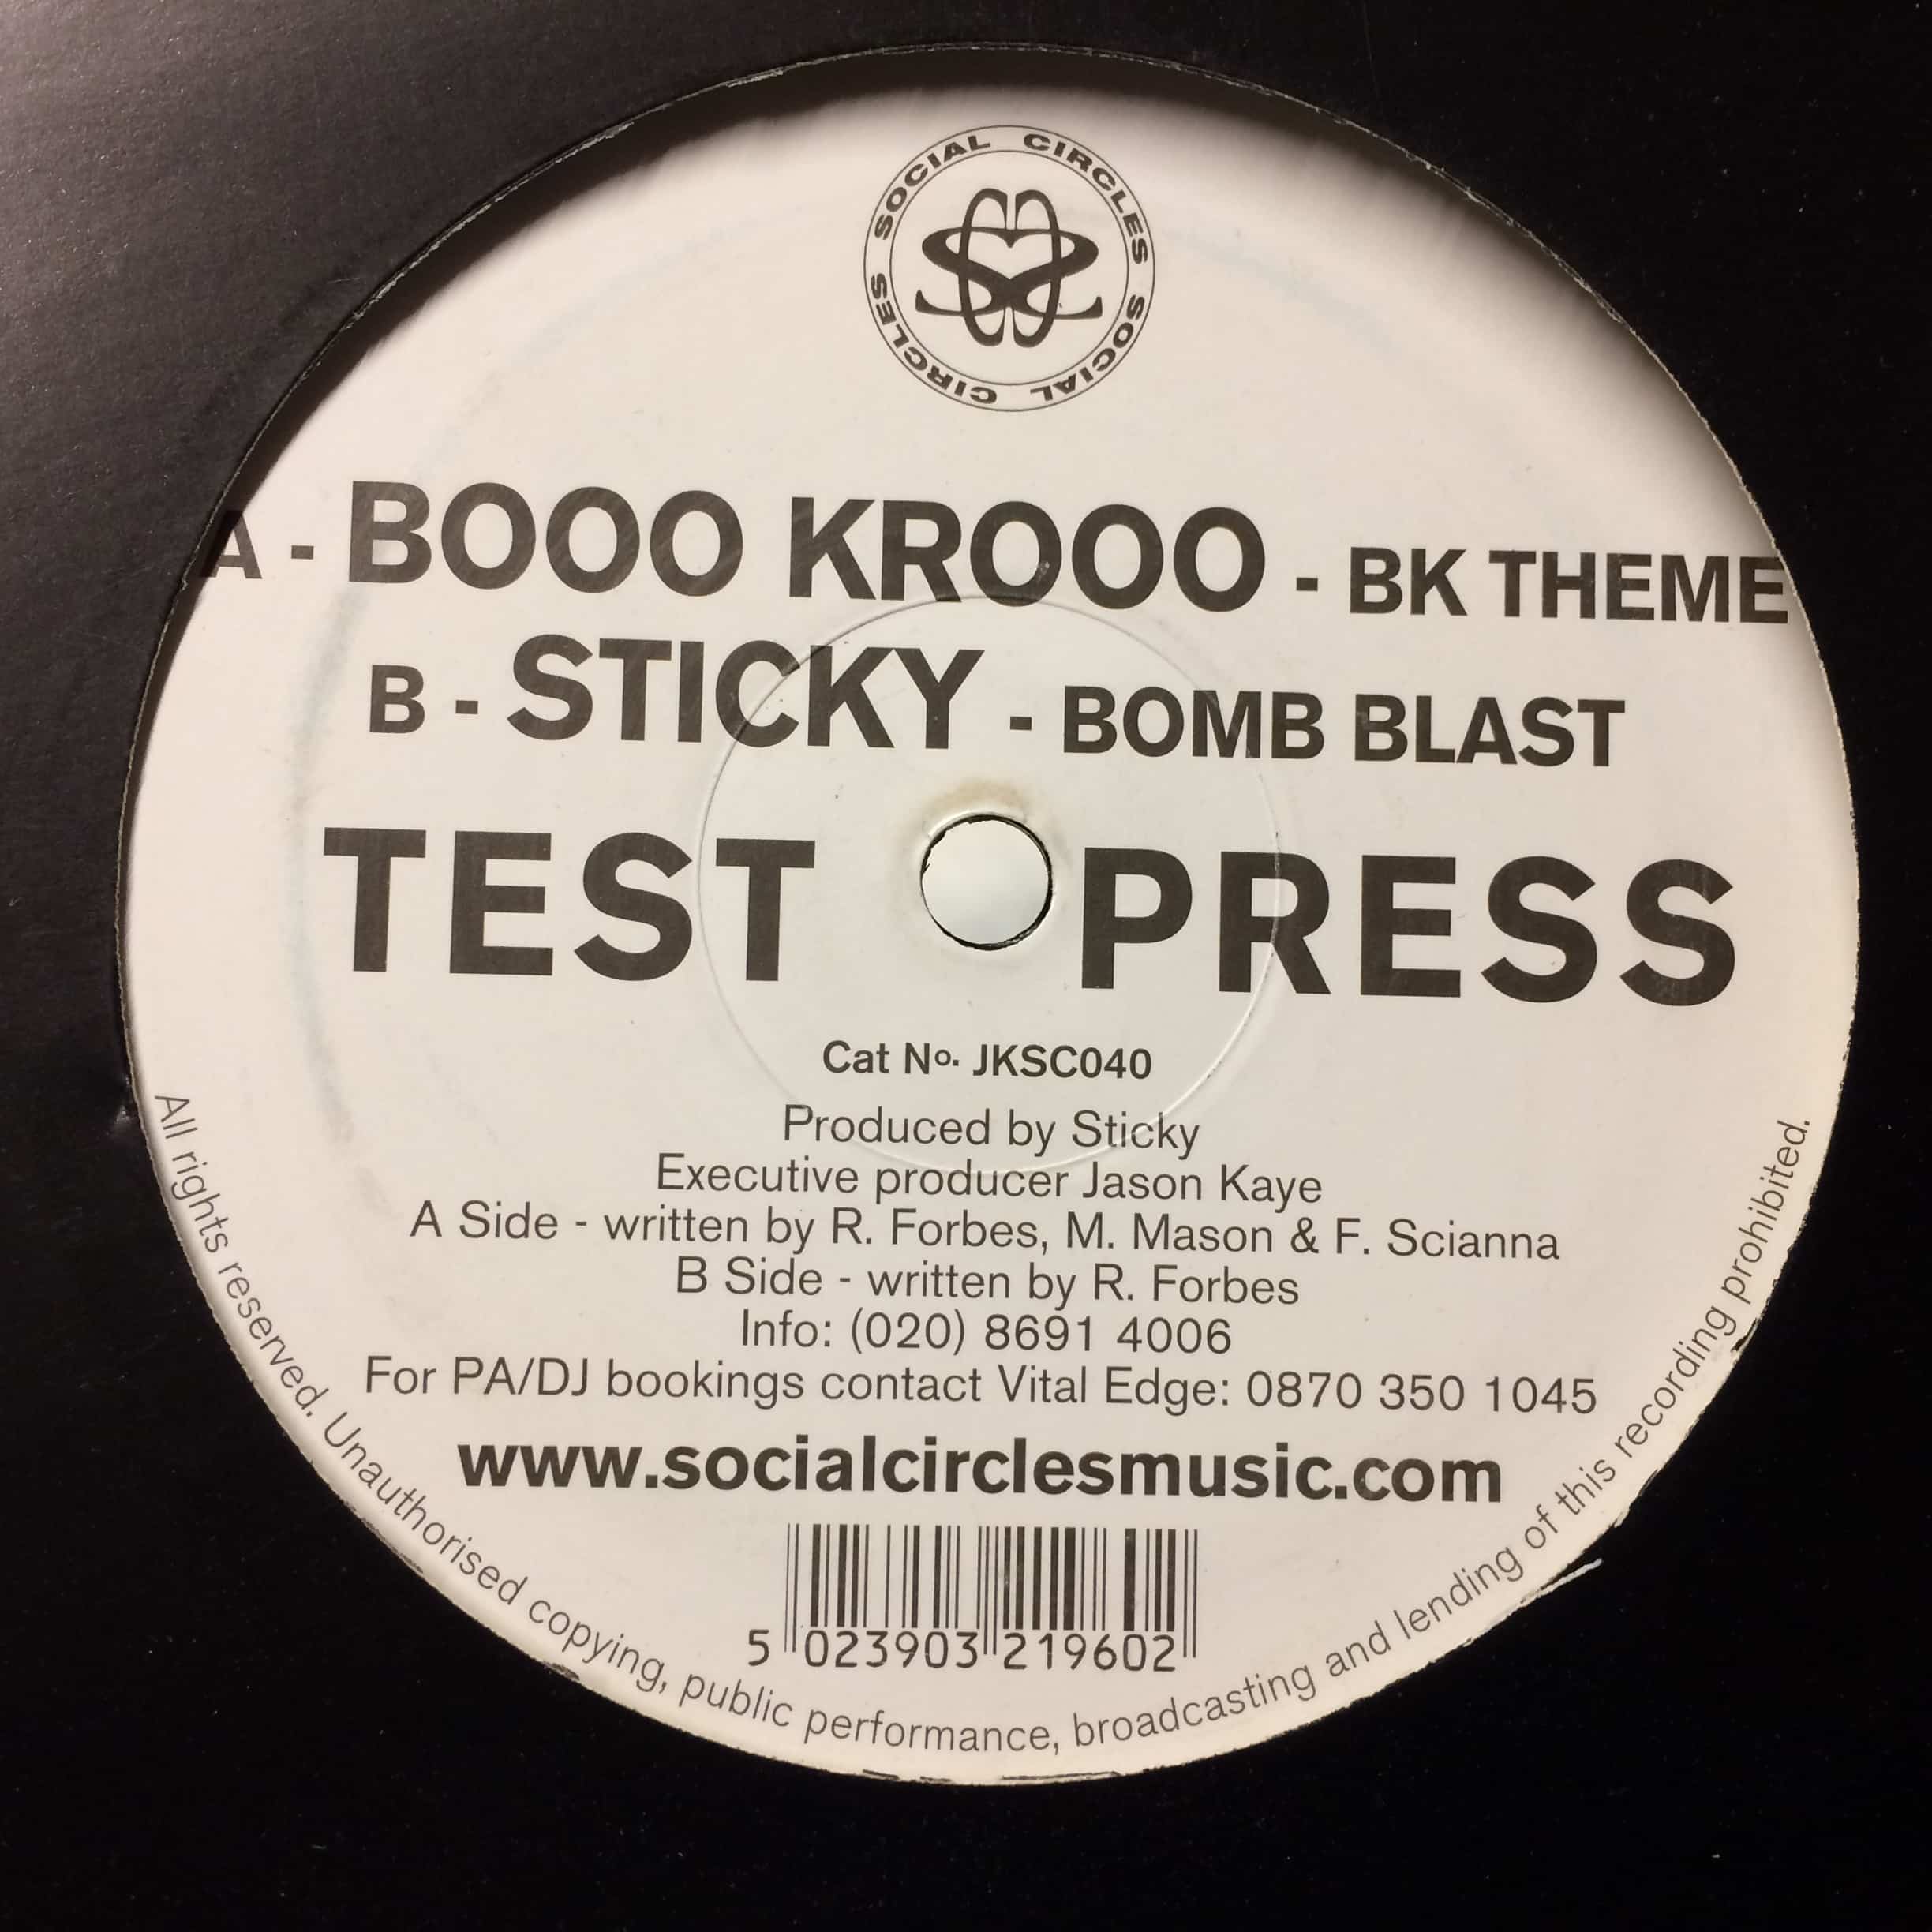 SOCIAL CIRCLES SOCIAL CIRCLES
A - BOOO KROOO - BK THEME
B - STICKY - BOMB BLAST
TEST PRESS
Cat No. JKSC040
Produced by Sticky
Executive producer Jason Kaye
A Side - written by R. Forbes, M. Mason & F. Scianna
B Side - written by R. Forbes
Info: (020) 8691 4006
For PA/DJ bookings contact Vital Edge: 0870 350 1045
www.socialcirclesmusic.com
5 023903 219602
All rights reserved. Unauthorised copying, public performance, broadcasting and lending of this recording prohibited.